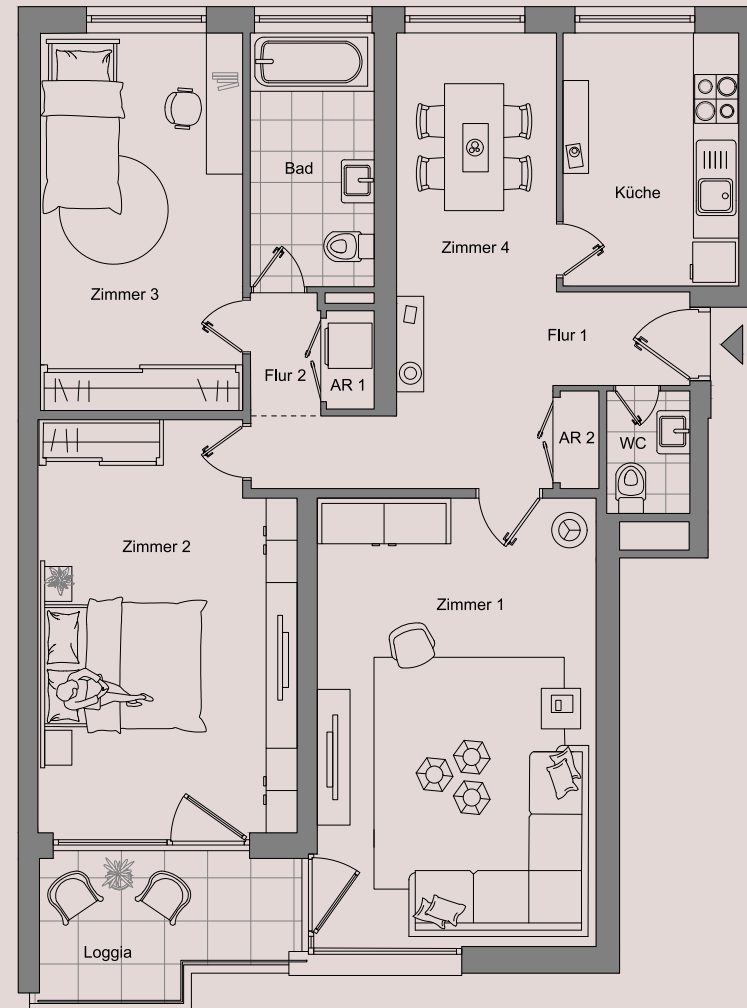 Bad
Küche
Zimmer 4
Zimmer 3
Flur 1
Flur 2
AR 1
AR 2
WC
Zimmer 2
Zimmer 1
Loggia